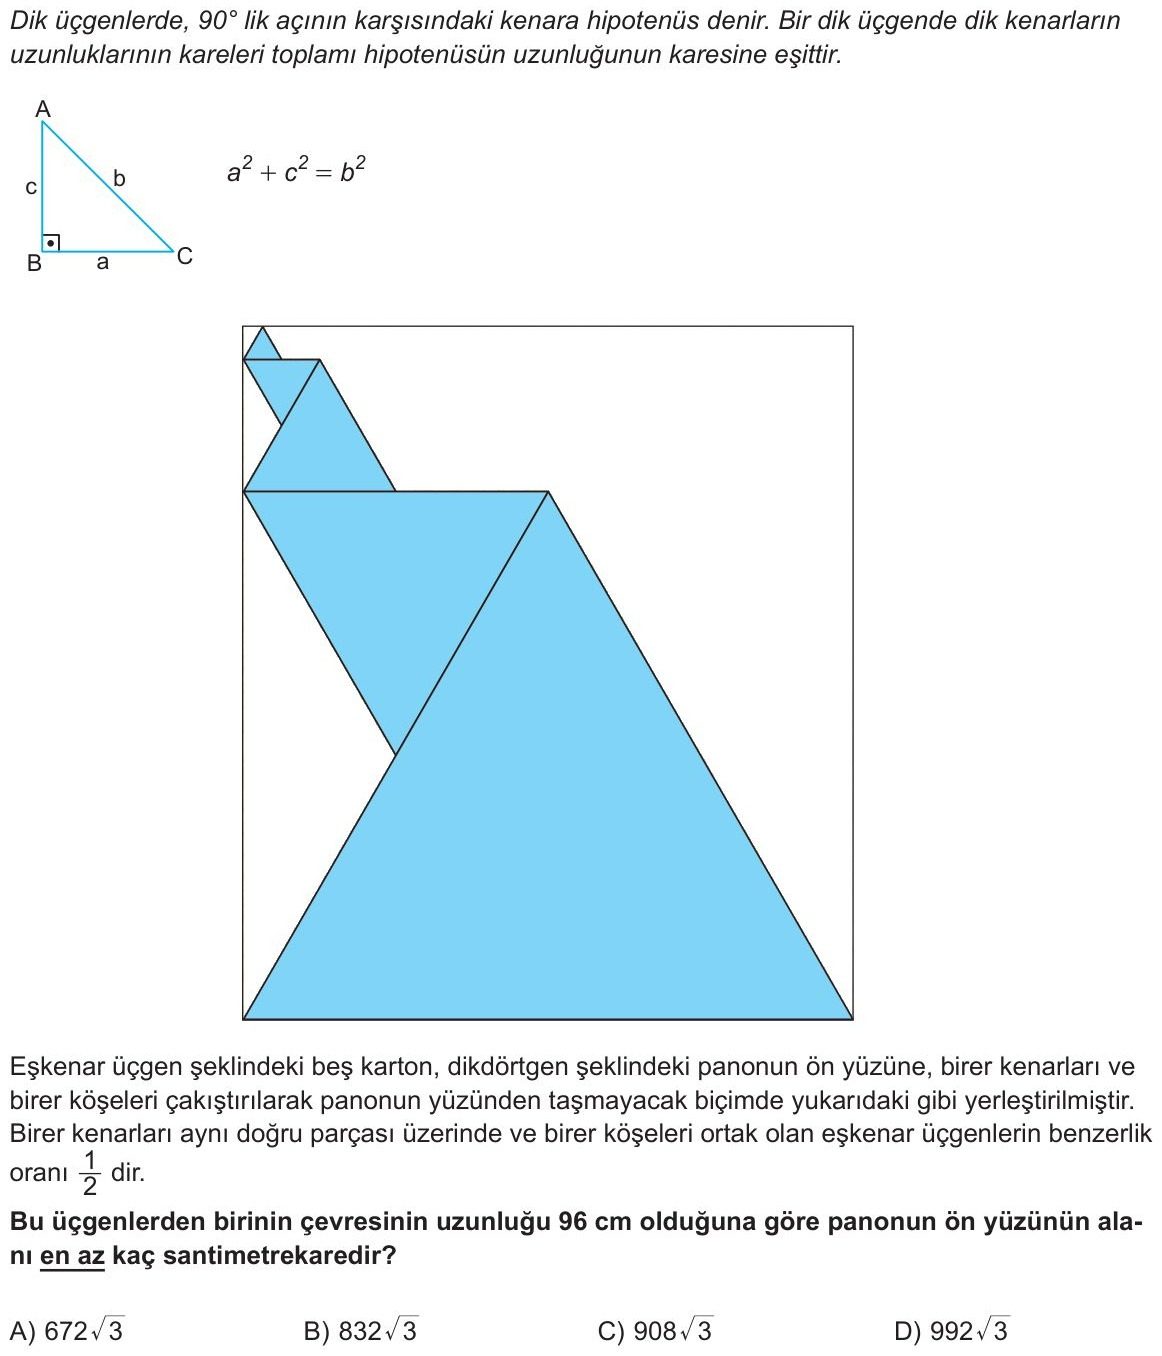 Dik üçgenlerde, 90° lik açının karşısındaki kenara hipotenüs denir. Bir dik üçgende dik kenarların
uzunluklarının kareleri toplamı hipotenüsün uzunluğunun karesine eşittir.
A
c
b
a² + c² = b²
B
a
C
Eşkenar üçgen şeklindeki beş karton, dikdörtgen şeklindeki panonun ön yüzüne, birer kenarları ve
birer köşeleri çakıştırılarak panonun yüzünden taşmayacak biçimde yukarıdaki gibi yerleştirilmiştir.
Birer kenarları aynı doğru parçası üzerinde ve birer köşeleri ortak olan eşkenar üçgenlerin benzerlik
oranı 1/2 dir.
Bu üçgenlerden birinin çevresinin uzunluğu 96 cm olduğuna göre panonun ön yüzünün ala-
nı en az kaç santimetrekaredir?
A) 672√3 B) 832√3 C) 908√3 D) 992√3